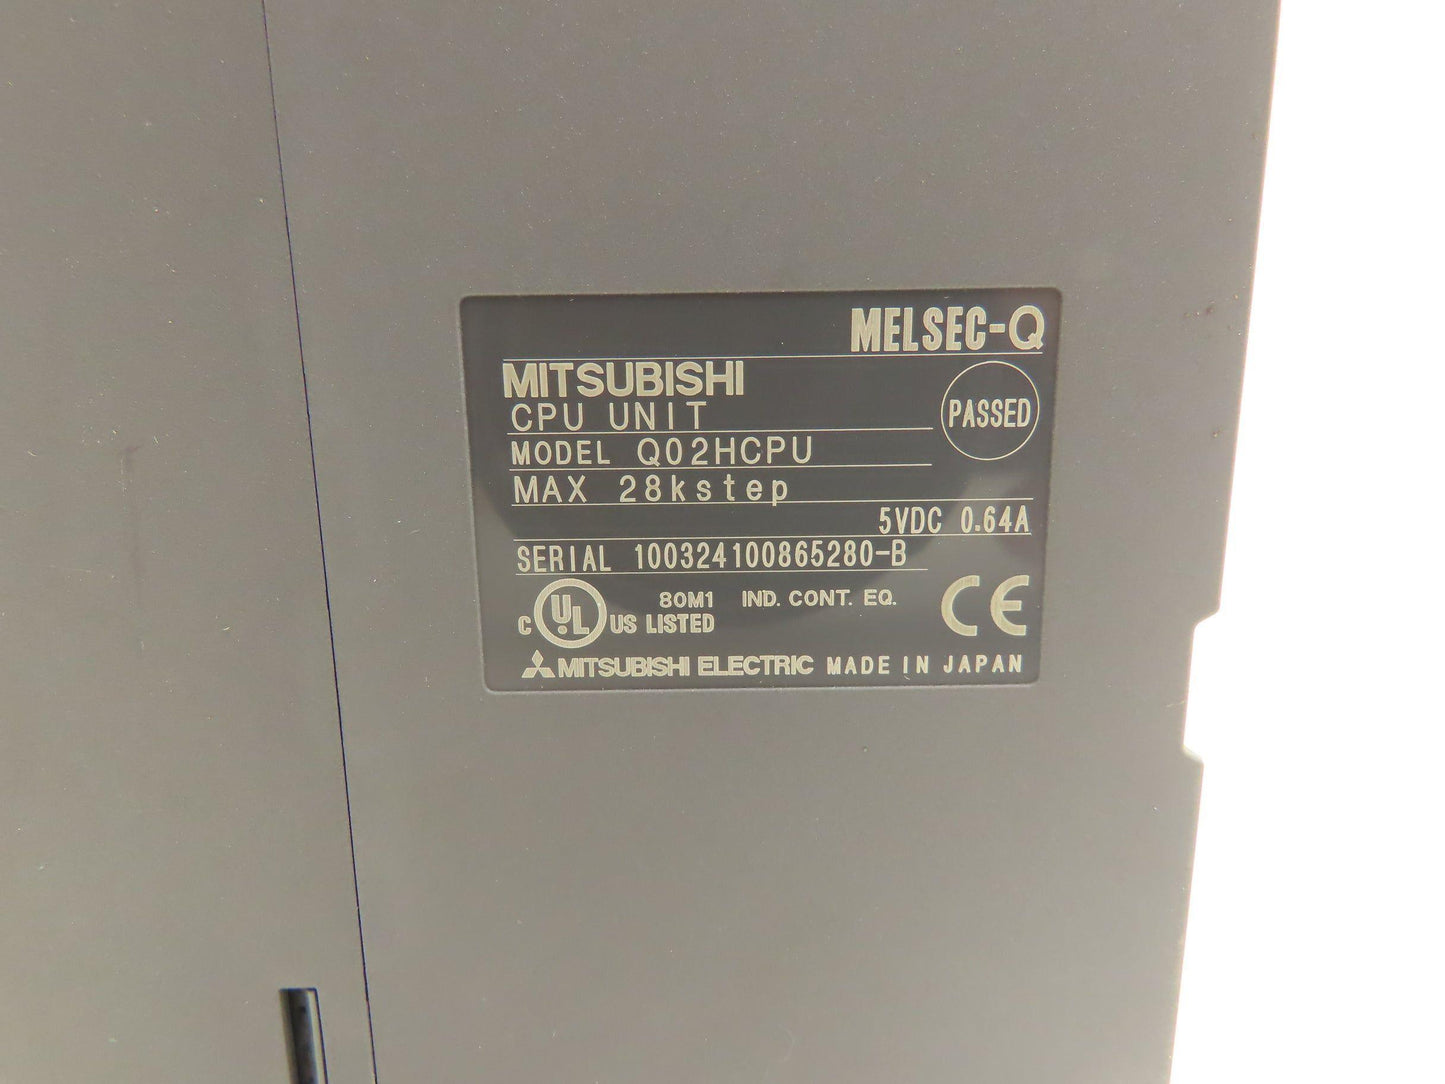 MELSEC-Q
MITSUBISHI
CPU UNIT
PASSED
MODEL Q02HCPU
MAX 28kstep
5VDC 0.64A
SERIAL 100324100865280-B
80M1 IND. CONT. EQ.
C UL US LISTED
CE
MITSUBISHI ELECTRIC MADE IN JAPAN